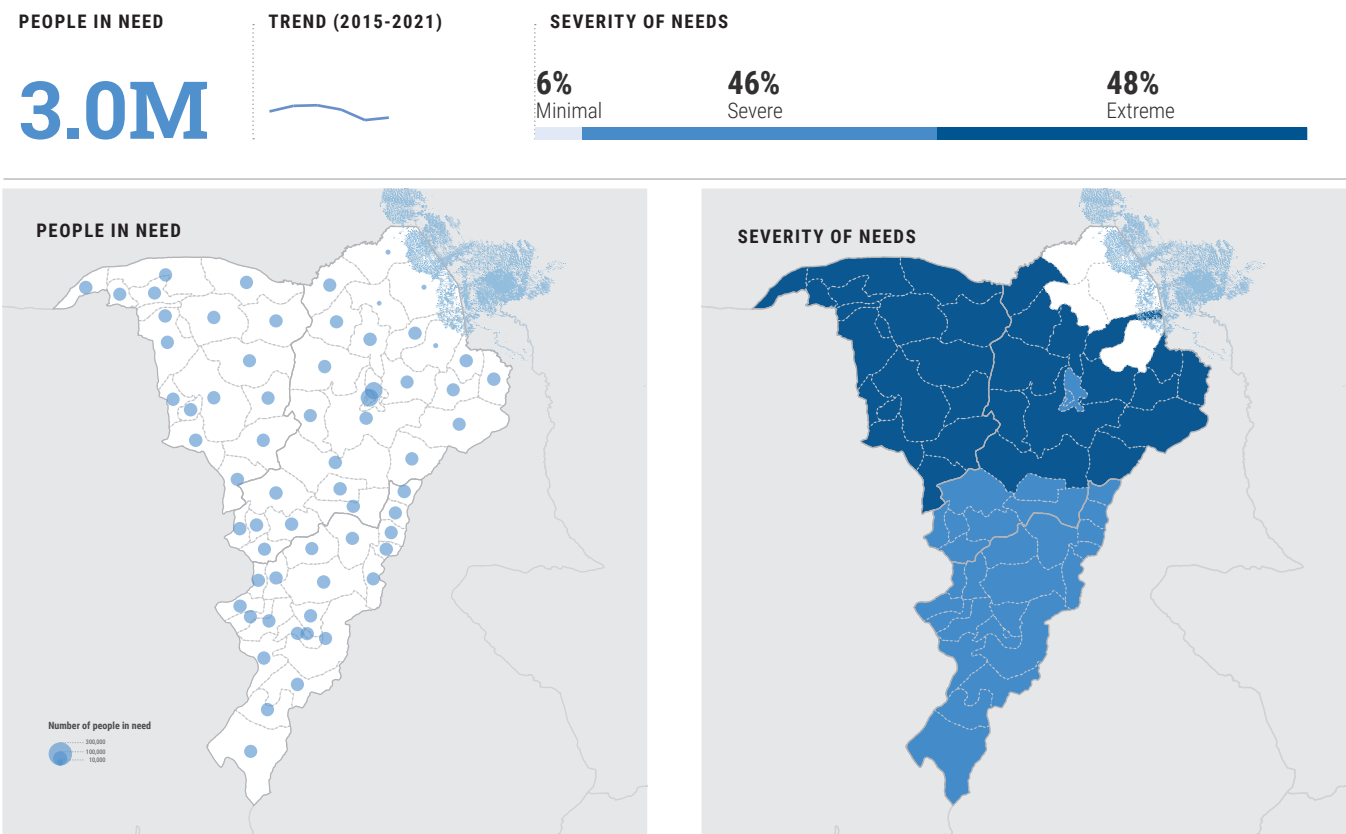 PEOPLE IN NEED
3.0M
TREND (2015-2021)
SEVERITY OF NEEDS
6%
Minimal
46%
Severe
48%
Extreme
PEOPLE IN NEED
Number of people in need
300,000
100,000
10,000
SEVERITY OF NEEDS